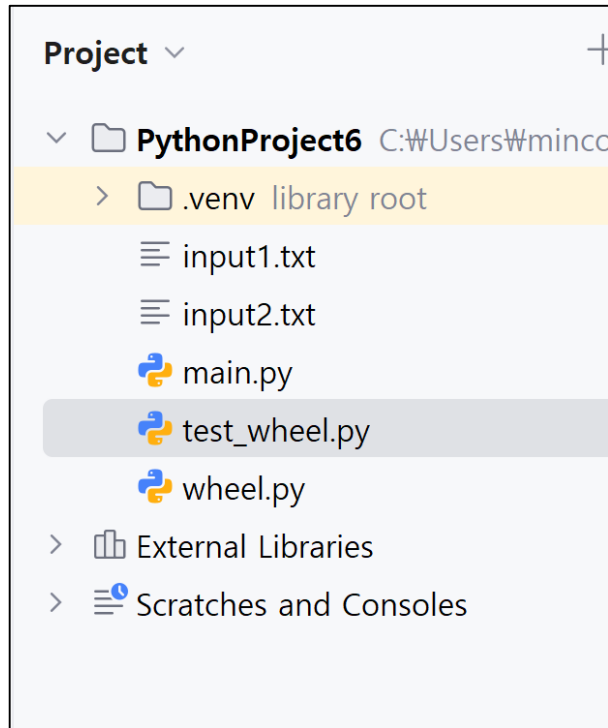 Project
PythonProject6 C:₩Users₩minco
.venv library root
input1.txt
input2.txt
main.py
test_wheel.py
wheel.py
External Libraries
Scratches and Consoles